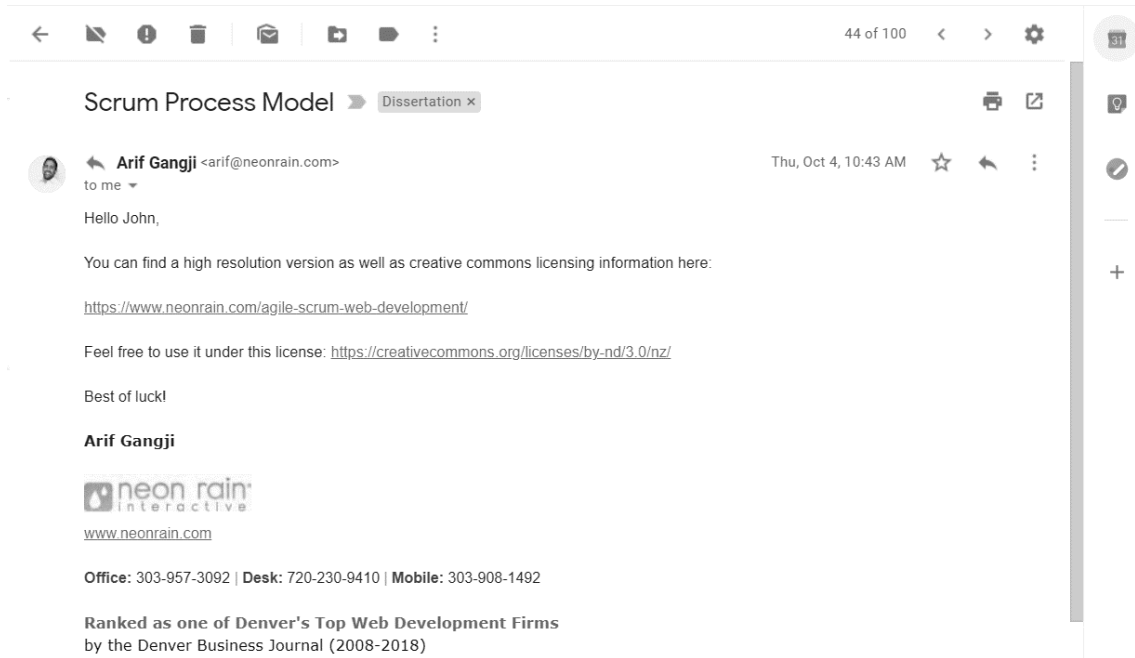 44 of 100
31
Scrum Process Model Dissertation ×
Arif Gangji <arif@neonrain.com> Thu, Oct 4, 10:43 AM
to me
Hello John,
You can find a high resolution version as well as creative commons licensing information here:
https://www.neonrain.com/agile-scrum-web-development/
Feel free to use it under this license: https://creativecommons.org/licenses/by-nd/3.0/nz/
Best of luck!
Arif Gangji
neon rain
interactive
www.neonrain.com
Office: 303-957-3092 | Desk: 720-230-9410 | Mobile: 303-908-1492
Ranked as one of Denver's Top Web Development Firms
by the Denver Business Journal (2008-2018)